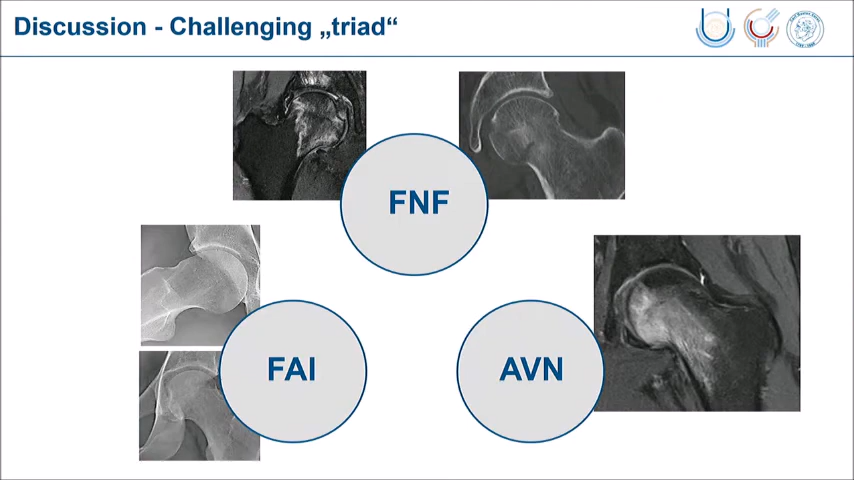 Discussion - Challenging „triad“
FNF
FAI
AVN